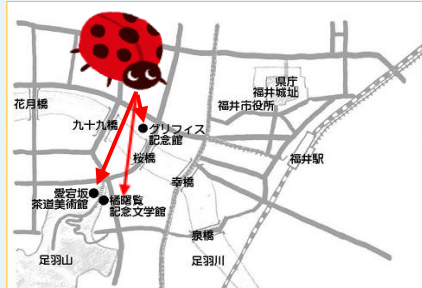 県庁
福井城址
福井市役所
花月橋
九十九橋
グリフィス
記念館
桜橋
福井駅
幸橋
愛宕坂
茶道美術館
橘曙覧
記念文学館
泉橋
足羽山
足羽川